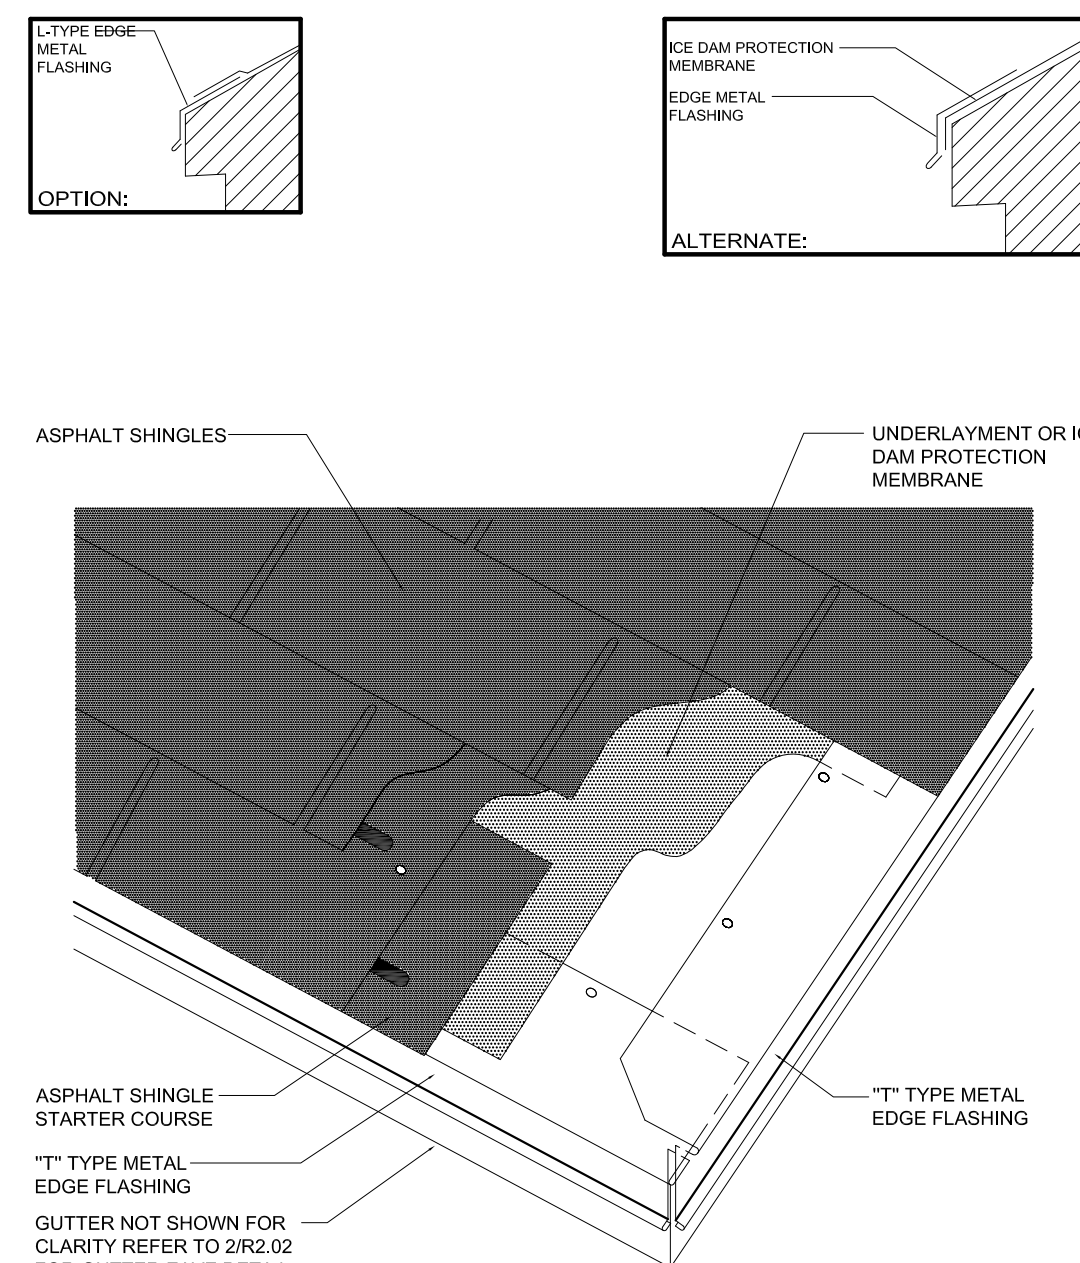 L-TYPE EDGE
METAL
FLASHING
OPTION:
ICE DAM PROTECTION
MEMBRANE
EDGE METAL
FLASHING
ALTERNATE:
ASPHALT SHINGLES
UNDERLAYMENT OR
DAM PROTECTION
MEMBRANE
ASPHALT SHINGLE
STARTER COURSE
"T" TYPE METAL
EDGE FLASHING
GUTTER NOT SHOWN FOR
CLARITY REFER TO 2/R2.02
"T" TYPE METAL
EDGE FLASHING